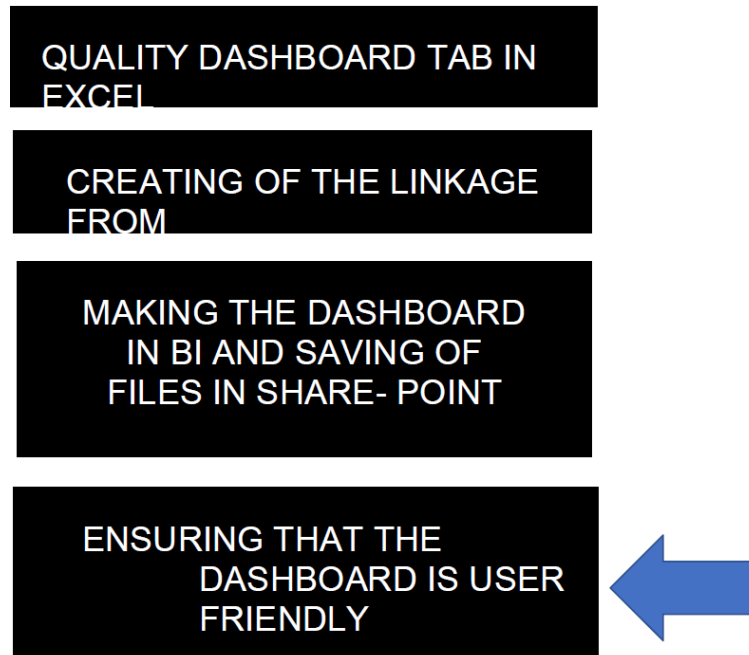 QUALITY DASHBOARD TAB IN
EXCEL
CREATING OF THE LINKAGE
FROM
MAKING THE DASHBOARD
IN BI AND SAVING OF
FILES IN SHARE- POINT
ENSURING THAT THE
DASHBOARD IS USER
FRIENDLY